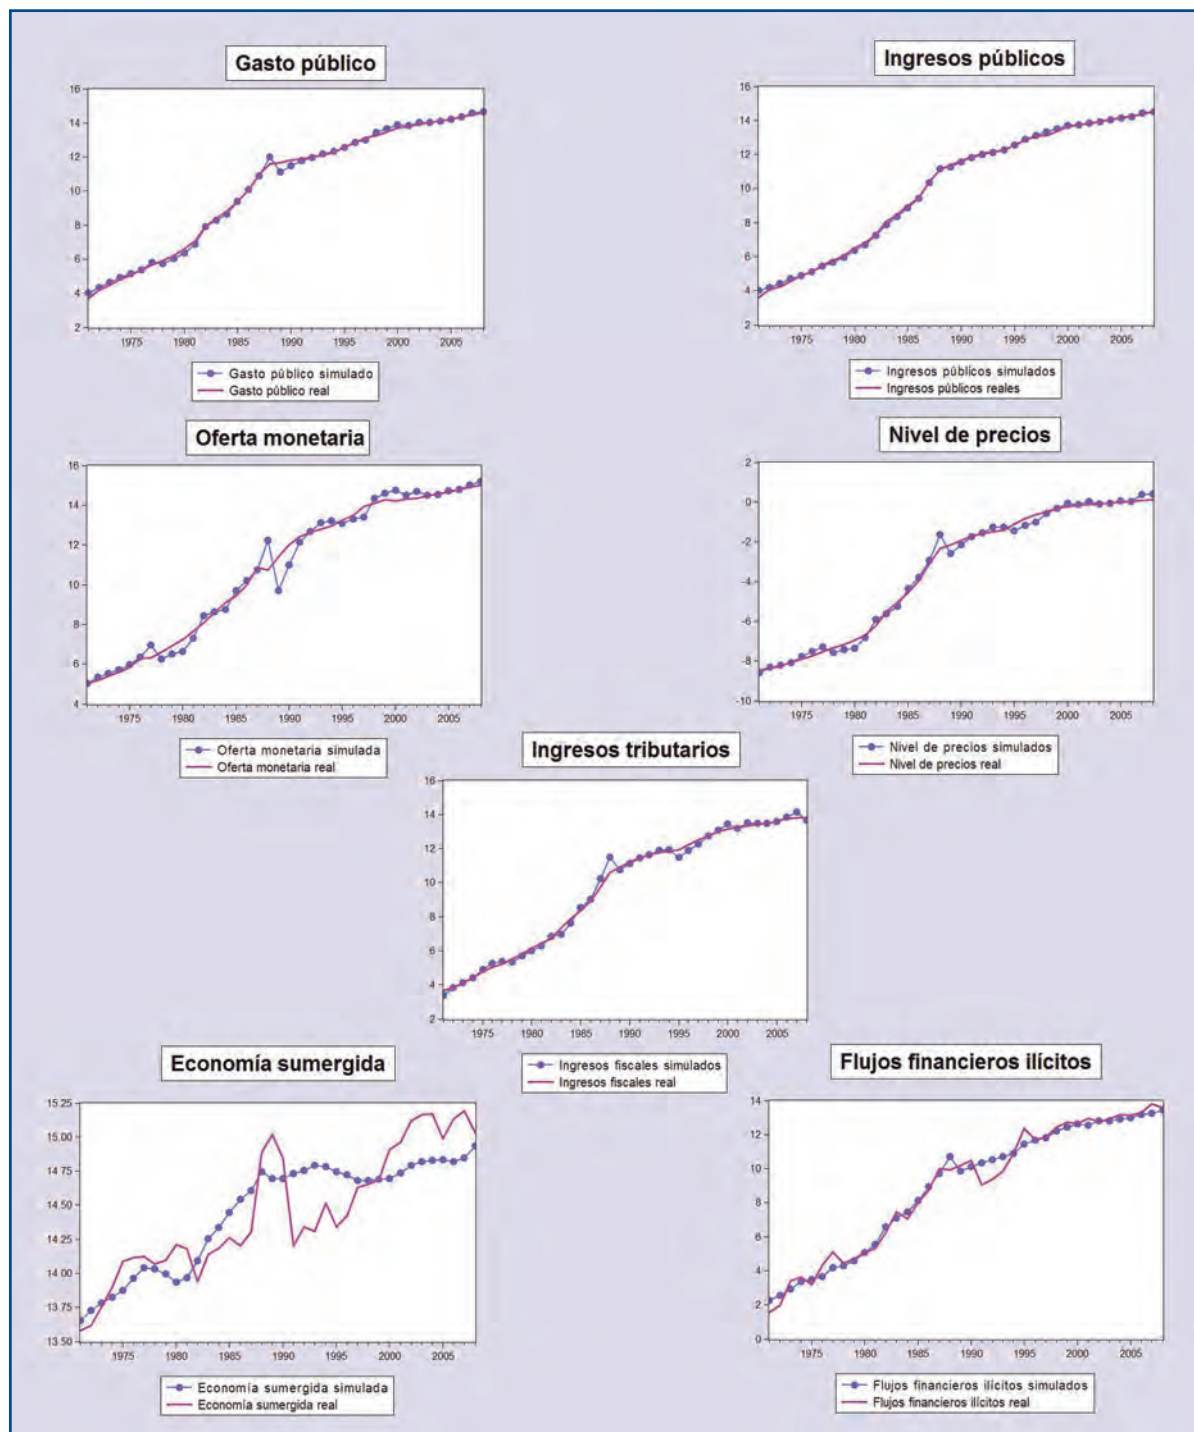 Gasto público
16
14
12
10
8
6
4
2
1975 1980 1985 1990 1995 2000 2005
Gasto público simulado
Gasto público real
Ingresos públicos
16
14
12
10
8
6
4
2
1975 1980 1985 1990 1995 2000 2005
Ingresos públicos simulados
Ingresos públicos reales
Oferta monetaria
16
14
12
10
8
6
4
1975 1980 1985 1990 1995 2000 2005
Oferta monetaria simulada
Oferta monetaria real
Nivel de precios
2
0
-2
-4
-6
-8
-10
1975 1980 1985 1990 1995 2000 2005
Nivel de precios simulados
Nivel de precios real
Ingresos tributarios
16
14
12
10
8
6
4
2
1975 1980 1985 1990 1995 2000 2005
Ingresos fiscales simulados
Ingresos fiscales real
Economía sumergida
15.25
15.00
14.75
14.50
14.25
14.00
13.75
13.50
1975 1980 1985 1990 1995 2000 2005
Economía sumergida simulada
Economía sumergida real
Flujos financieros ilícitos
14
12
10
8
6
4
2
0
1975 1980 1985 1990 1995 2000 2005
Flujos financieros ilícitos simulados
Flujos financieros ilícitos real